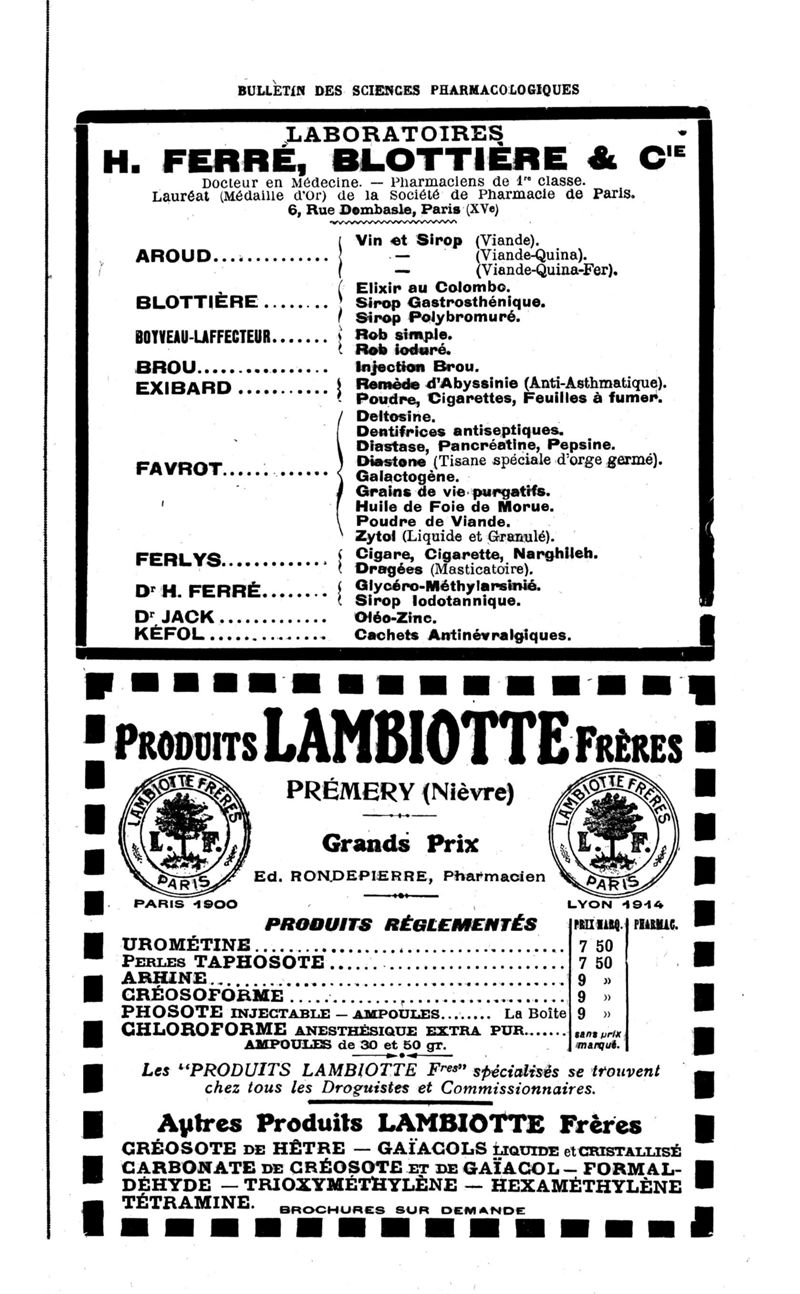 BULLETIN DES SCIENCES PHARMACOLOGIQUES
LABORATOIRES
H. FERRÉ, BLOTTIÈRE & CIE
Docteur en Médecine. — Pharmaciens de 1re classe.
Lauréat (Médaille d'Or) de la Société de Pharmacie de Paris.
6, Rue Dombasle, Paris (XVe)
AROUD.............. Vin et Sirop (Viande).
— (Viande-Quina).
— (Viande-Quina-Fer).
BLOTTIÈRE........ Elixir au Colombo.
Sirop Gastrosthénique.
Sirop Polybromuré.
BOYVEAU-LAFFECTEUR....... Rob simple.
Rob ioduré.
BROU................ Injection Brou.
EXIBARD........... Remède d'Abyssinie (Anti-Asthmatique).
Poudre, Cigarettes, Feuilles à fumer.
FAVROT............. Deltosine.
Dentifrices antiseptiques.
Diastase, Pancréatine, Pepsine.
Diastone (Tisane spéciale d'orge germé).
Galactogène.
Grains de vie purgatifs.
Huile de Foie de Morue.
Poudre de Viande.
Zytol (Liquide et Granulé).
FERLYS............. Cigare, Cigarette, Narghileh.
Dragées (Masticatoire).
Dr H. FERRÉ........ Glycéro-Méthylarsinié.
Sirop Iodotannique.
Dr JACK............. Oléo-Zinc.
KÉFOL.............. Cachets Antinévralgiques.
PRODUITS LAMBIOTTE FRÈRES
PRÉMERY (Nièvre)
LAMBIOTTE FRÈRES
L. F.
PARIS
LAMBIOTTE FRÈRES
L. F.
PARIS
Grands Prix
Ed. RONDEPIERRE, Pharmacien
PARIS 1900
LYON 1914
PRODUITS RÉGLEMENTÉS PRIX MARQ. PHARMAC.
UROMÉTINE.................................. 7 50
PERLES TAPHOSOTE......................... 7 50
ARHINE....................................... 9 »
CRÉOSOFORME............................... 9 »
PHOSOTE INJECTABLE — AMPOULES........ La Boîte 9 »
CHLOROFORME ANESTHÉSIQUE EXTRA PUR....... sans prix
AMPOULES de 30 et 50 gr. marqué.
Les "PRODUITS LAMBIOTTE Fres" spécialisés se trouvent
chez tous les Droguistes et Commissionnaires.
Autres Produits LAMBIOTTE Frères
CRÉOSOTE DE HÊTRE — GAÏACOLS LIQUIDE et CRISTALLISÉ
CARBONATE DE CRÉOSOTE ET DE GAÏACOL — FORMAL-
DÉHYDE — TRIOXYMÉTHYLÈNE — HEXAMÉTHYLÈNE
TÉTRAMINE.
BROCHURES SUR DEMANDE